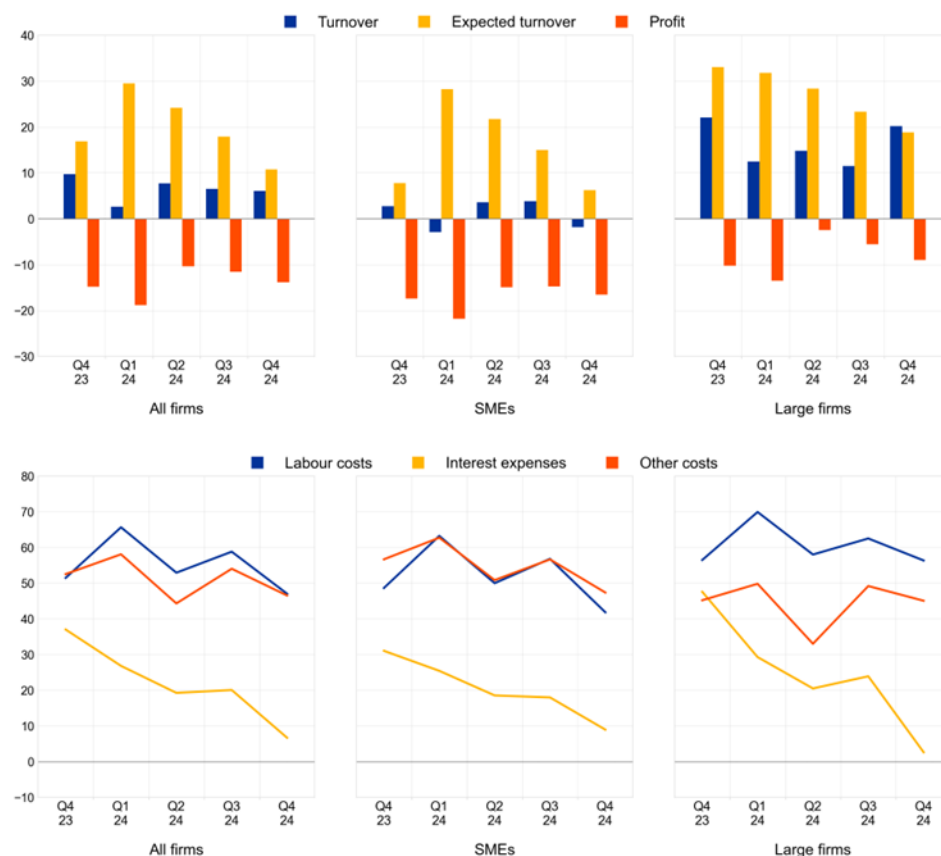 Turnover Expected turnover Profit
40
30
20
10
0
−10
−20
−30
Q4 Q1 Q2 Q3 Q4 Q4 Q1 Q2 Q3 Q4 Q4 Q1 Q2 Q3 Q4
23 24 24 24 24 23 24 24 24 24 23 24 24 24 24
All firms SMEs Large firms
Labour costs Interest expenses Other costs
80
70
60
50
40
30
20
10
0
−10
Q4 Q1 Q2 Q3 Q4 Q4 Q1 Q2 Q3 Q4 Q4 Q1 Q2 Q3 Q4
23 24 24 24 24 23 24 24 24 24 23 24 24 24 24
All firms SMEs Large firms